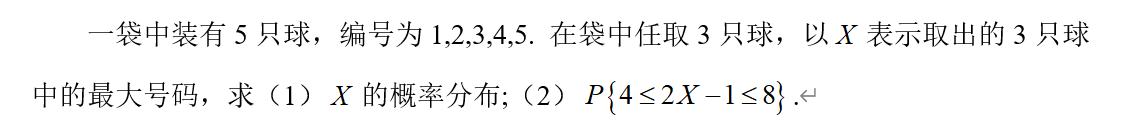 一袋中装有 5 只球，编号为 1,2,3,4,5. 在袋中任取 3 只球，以 X 表示取出的 3 只球
中的最大号码，求（1） X 的概率分布;（2） P{4≤2X−1≤8} .↵